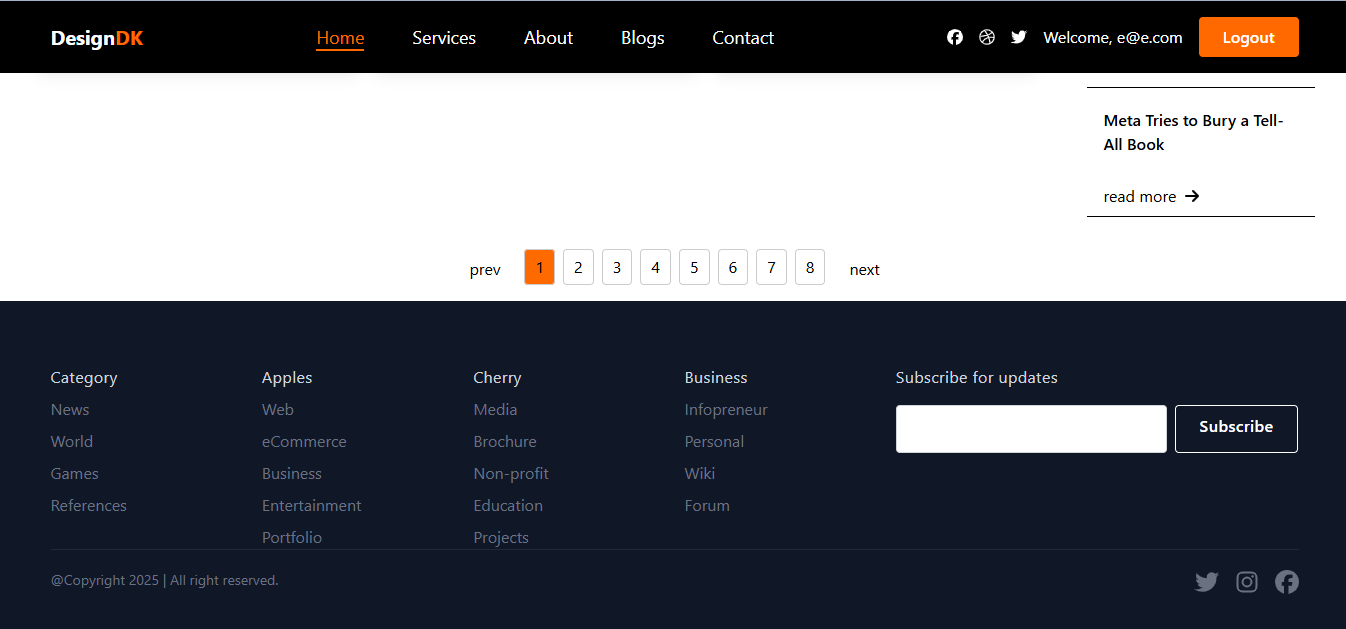 DesignDK
Home Services About Blogs Contact
Welcome, e@e.com Logout
Meta Tries to Bury a Tell-
All Book
read more
prev 1 2 3 4 5 6 7 8 next
Category
News
World
Games
References
Apples
Web
eCommerce
Business
Entertainment
Portfolio
Cherry
Media
Brochure
Non-profit
Education
Projects
Business
Infopreneur
Personal
Wiki
Forum
Subscribe for updates
Subscribe
@Copyright 2025 | All right reserved.